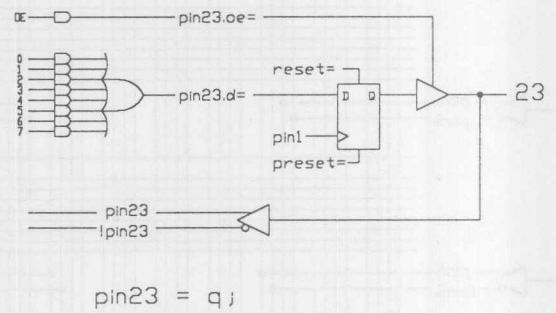 OE pin23.oe=
0
1
2
3
4
5
6
7
pin23.d=
reset=
D Q
pin1
preset=
23
pin23
!pin23
pin23 = q;